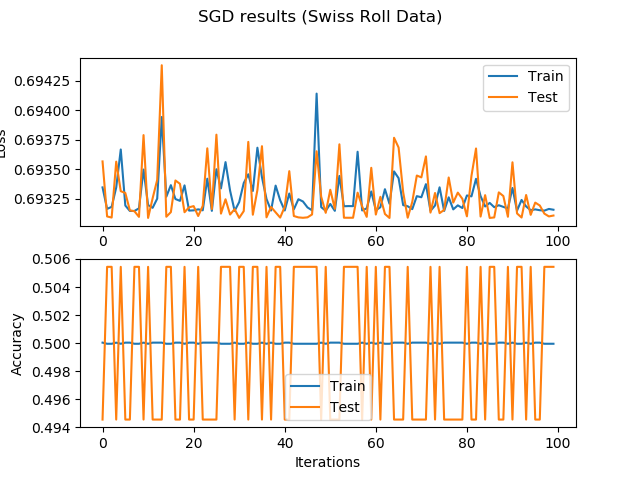 SGD results (Swiss Roll Data)
Loss
0.69425
0.69400
0.69375
0.69350
0.69325
Train
Test
0 20 40 60 80 100
Accuracy
0.506
0.504
0.502
0.500
0.498
0.496
0.494
Train
Test
0 20 40 60 80 100
Iterations